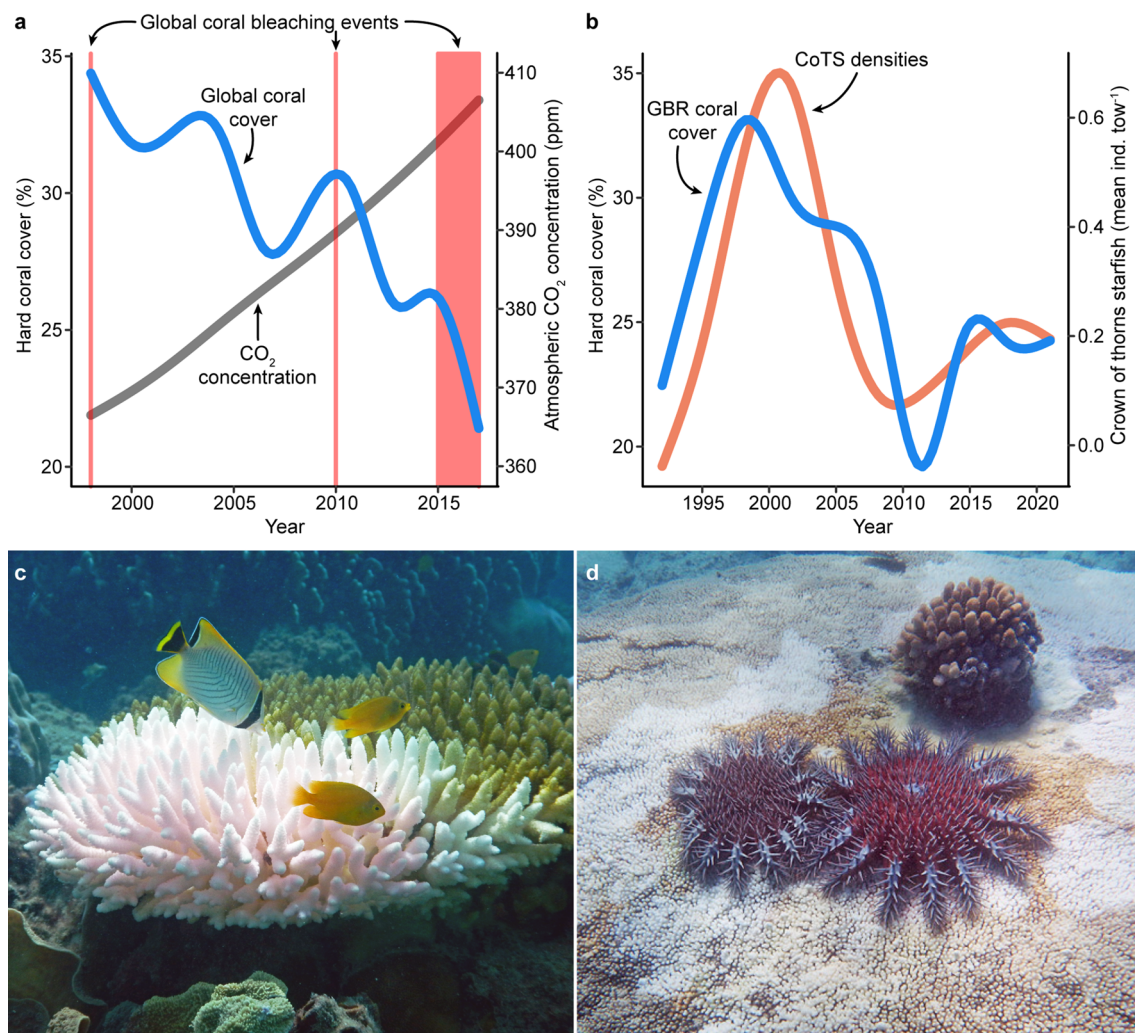 a
Global coral bleaching events
35
30
25
20
Hard coral cover (%)
Global coral
cover
CO₂
concentration
410
400
390
380
370
360
Atmospheric CO₂ concentration (ppm)
2000
2005
2010
2015
Year
b
35
30
25
20
Hard coral cover (%)
CoTS densities
GBR coral
cover
0.6
0.4
0.2
0.0
Crown of thorns starfish (mean ind. tow⁻¹)
1995
2000
2005
2010
2015
2020
Year
c
d